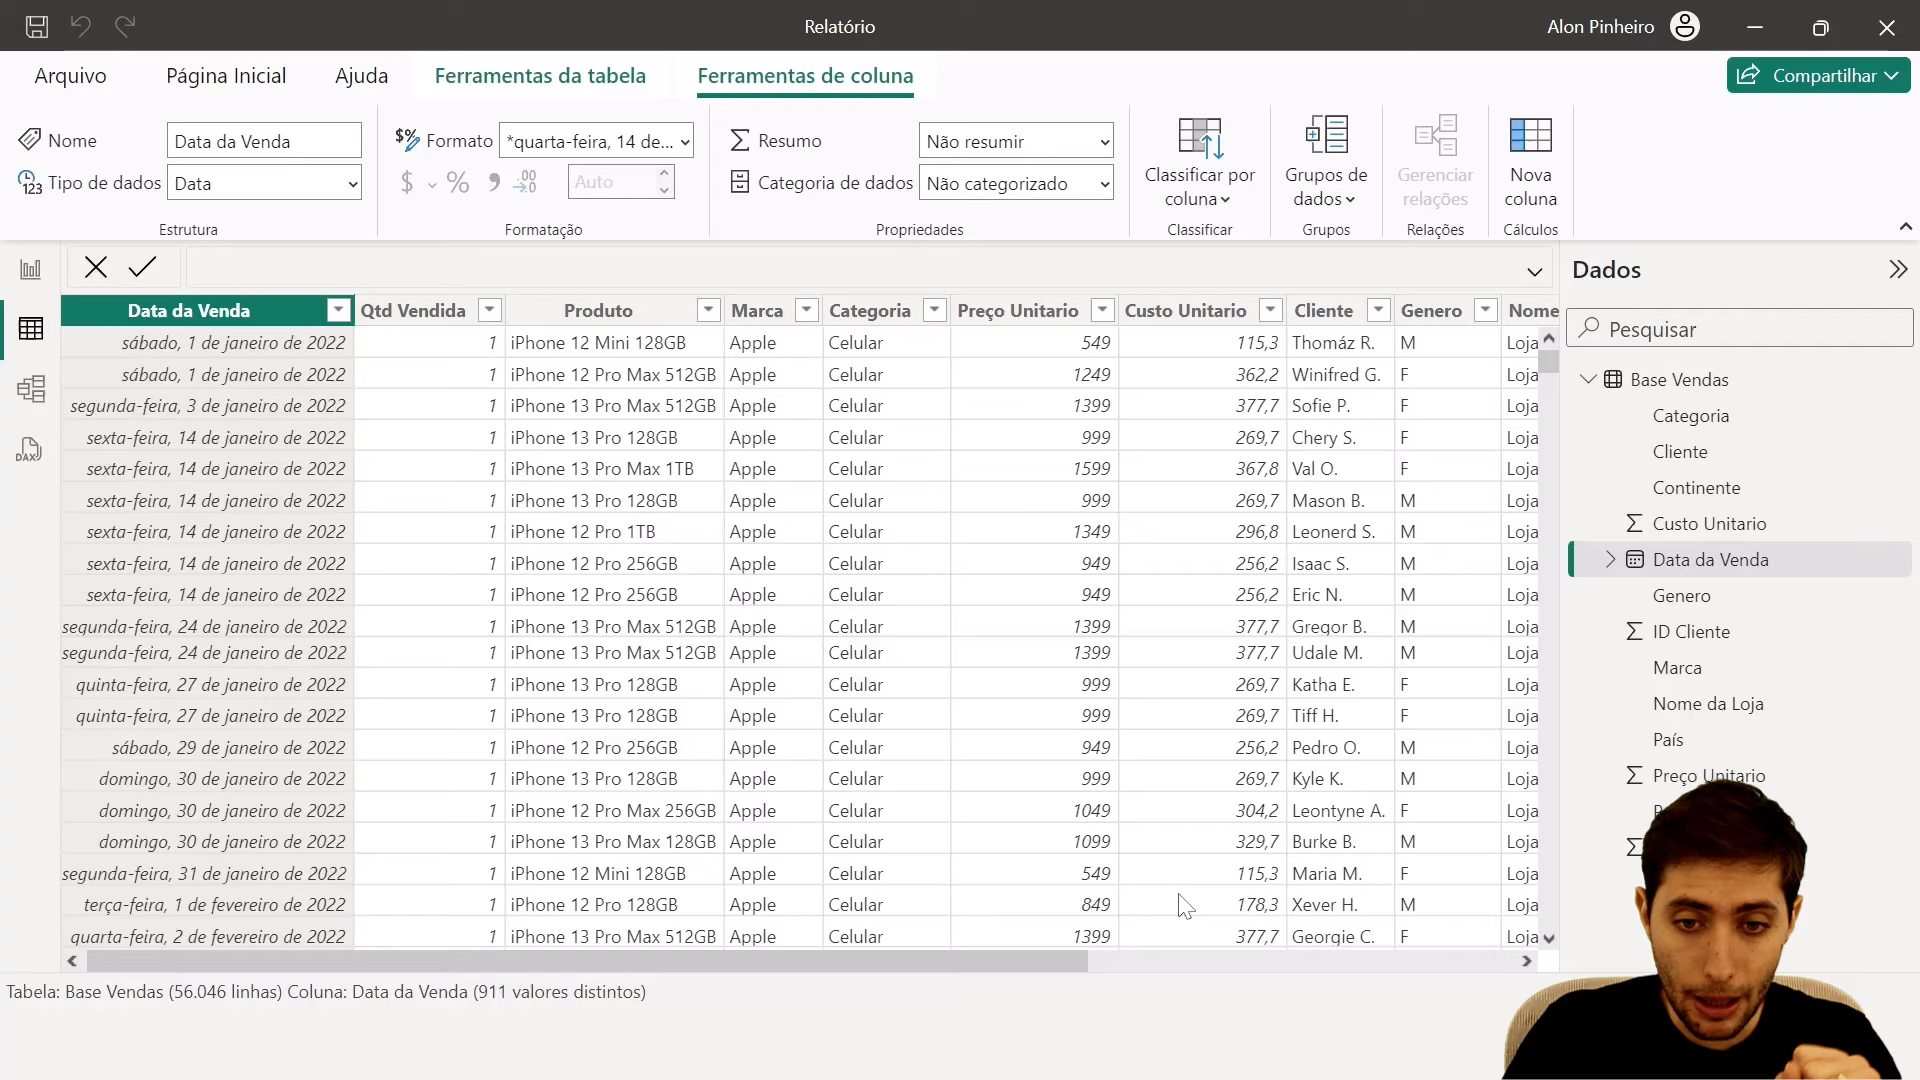 Relatório
Alon Pinheiro
Arquivo Página Inicial Ajuda Ferramentas da tabela Ferramentas de coluna Compartilhar
Nome Data da Venda $% Formato *quarta-feira, 14 de... Resumo Não resumir
123 Tipo de dados Data $ % 9 .00 Auto Categoria de dados Não categorizado
Classificar por coluna Grupos de dados Gerenciar relações Nova coluna
Estrutura Formatação Propriedades Classificar Grupos Relações Cálculos
Data da Venda Qtd Vendida Produto Marca Categoria Preço Unitario Custo Unitario Cliente Genero Nome
sábado, 1 de janeiro de 2022 1 iPhone 12 Mini 128GB Apple Celular 549 115,3 Thomáz R. M Loja
sábado, 1 de janeiro de 2022 1 iPhone 12 Pro Max 512GB Apple Celular 1249 362,2 Winifred G. F Loja
segunda-feira, 3 de janeiro de 2022 1 iPhone 13 Pro Max 512GB Apple Celular 1399 377,7 Sofie P. F Loja
sexta-feira, 14 de janeiro de 2022 1 iPhone 13 Pro 128GB Apple Celular 999 269,7 Chery S. F Loja
sexta-feira, 14 de janeiro de 2022 1 iPhone 13 Pro Max 1TB Apple Celular 1599 367,8 Val O. F Loja
sexta-feira, 14 de janeiro de 2022 1 iPhone 13 Pro 128GB Apple Celular 999 269,7 Mason B. M Loja
sexta-feira, 14 de janeiro de 2022 1 iPhone 12 Pro 1TB Apple Celular 1349 296,8 Leonerd S. M Loja
sexta-feira, 14 de janeiro de 2022 1 iPhone 12 Pro 256GB Apple Celular 949 256,2 Isaac S. M Loja
sexta-feira, 14 de janeiro de 2022 1 iPhone 12 Pro 256GB Apple Celular 949 256,2 Eric N. M Loja
segunda-feira, 24 de janeiro de 2022 1 iPhone 13 Pro Max 512GB Apple Celular 1399 377,7 Gregor B. M Loja
segunda-feira, 24 de janeiro de 2022 1 iPhone 13 Pro Max 512GB Apple Celular 1399 377,7 Udale M. M Loja
quinta-feira, 27 de janeiro de 2022 1 iPhone 13 Pro 128GB Apple Celular 999 269,7 Katha E. F Loja
quinta-feira, 27 de janeiro de 2022 1 iPhone 13 Pro 128GB Apple Celular 999 269,7 Tiff H. F Loja
sábado, 29 de janeiro de 2022 1 iPhone 12 Pro 256GB Apple Celular 949 256,2 Pedro O. M Loja
domingo, 30 de janeiro de 2022 1 iPhone 13 Pro 128GB Apple Celular 999 269,7 Kyle K. M Loja
domingo, 30 de janeiro de 2022 1 iPhone 12 Pro Max 256GB Apple Celular 1049 304,2 Leontyne A. F Loja
domingo, 30 de janeiro de 2022 1 iPhone 13 Pro Max 128GB Apple Celular 1099 329,7 Burke B. M Loja
segunda-feira, 31 de janeiro de 2022 1 iPhone 12 Mini 128GB Apple Celular 549 115,3 Maria M. F Loja
terça-feira, 1 de fevereiro de 2022 1 iPhone 12 Pro 128GB Apple Celular 849 178,3 Xever H. M Loja
quarta-feira, 2 de fevereiro de 2022 1 iPhone 13 Pro Max 512GB Apple Celular 1399 377,7 Georgie C. F Loja
DAX
Dados
Pesquisar
Base Vendas
Categoria
Cliente
Continente
Custo Unitario
Data da Venda
Genero
ID Cliente
Marca
Nome da Loja
País
Preço Unitario
Tabela: Base Vendas (56.046 linhas) Coluna: Data da Venda (911 valores distintos)